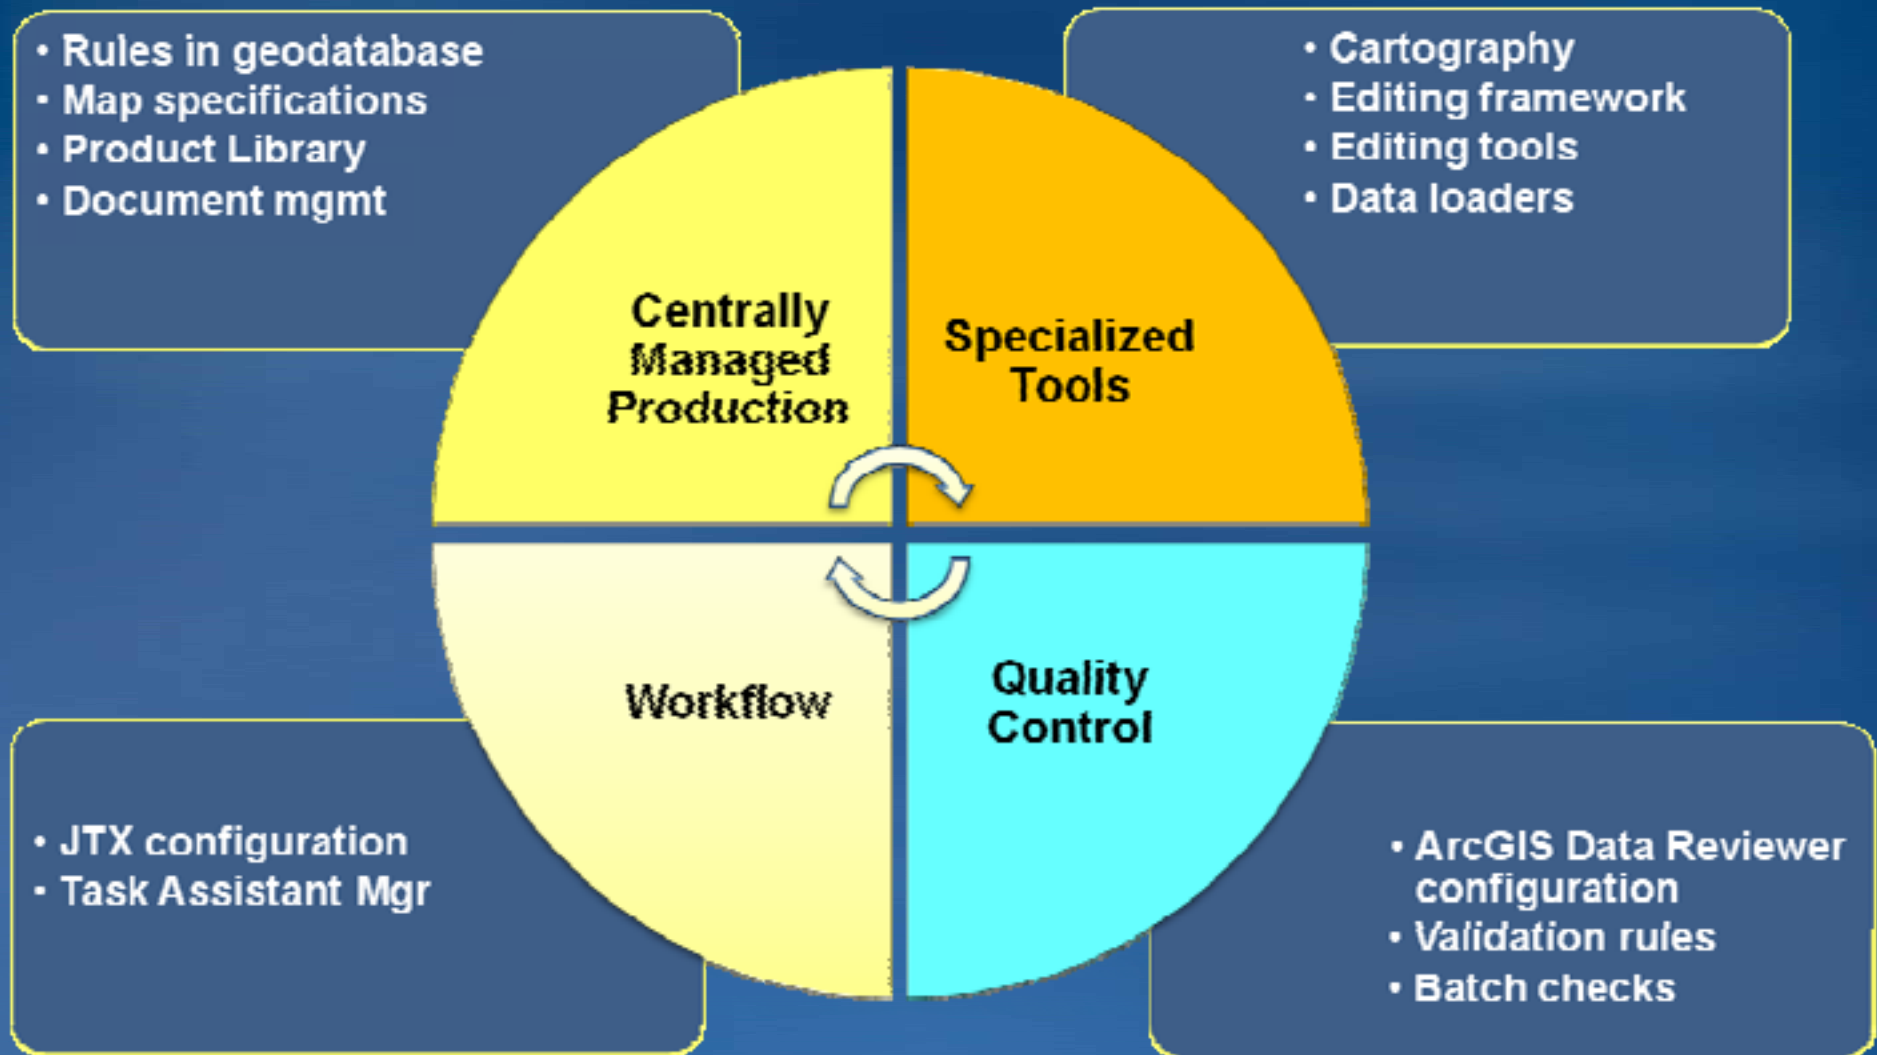 • Rules in geodatabase
• Map specifications
• Product Library
• Document mgmt
• Cartography
• Editing framework
• Editing tools
• Data loaders
Centrally
Managed
Production
Specialized
Tools
Workflow
Quality
Control
• JTX configuration
• Task Assistant Mgr
• ArcGIS Data Reviewer
configuration
• Validation rules
• Batch checks